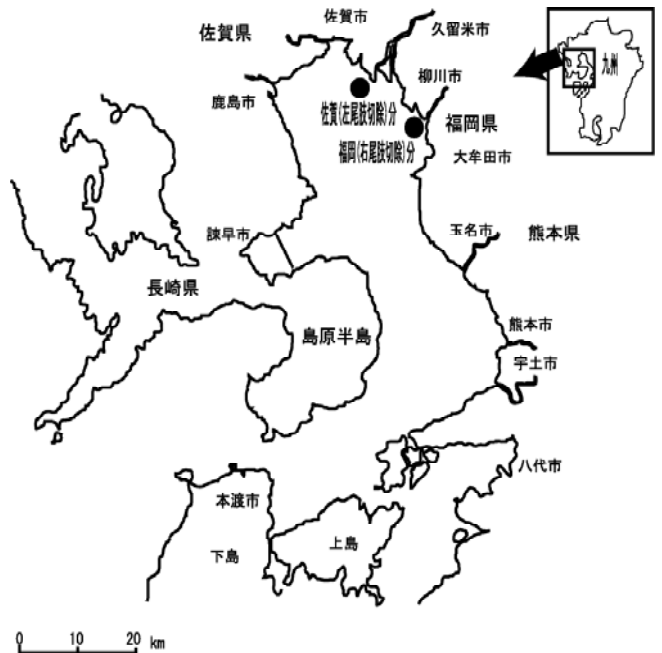 佐賀市
佐賀県
久留米市
九州
柳川市
鹿島市
佐賀(左尾肢切除)分
福岡県
福岡(右尾肢切除)分
大牟田市
諫早市
玉名市
熊本県
長崎県
島原半島
熊本市
宇土市
八代市
本渡市
下島
上島
0 10 20 km